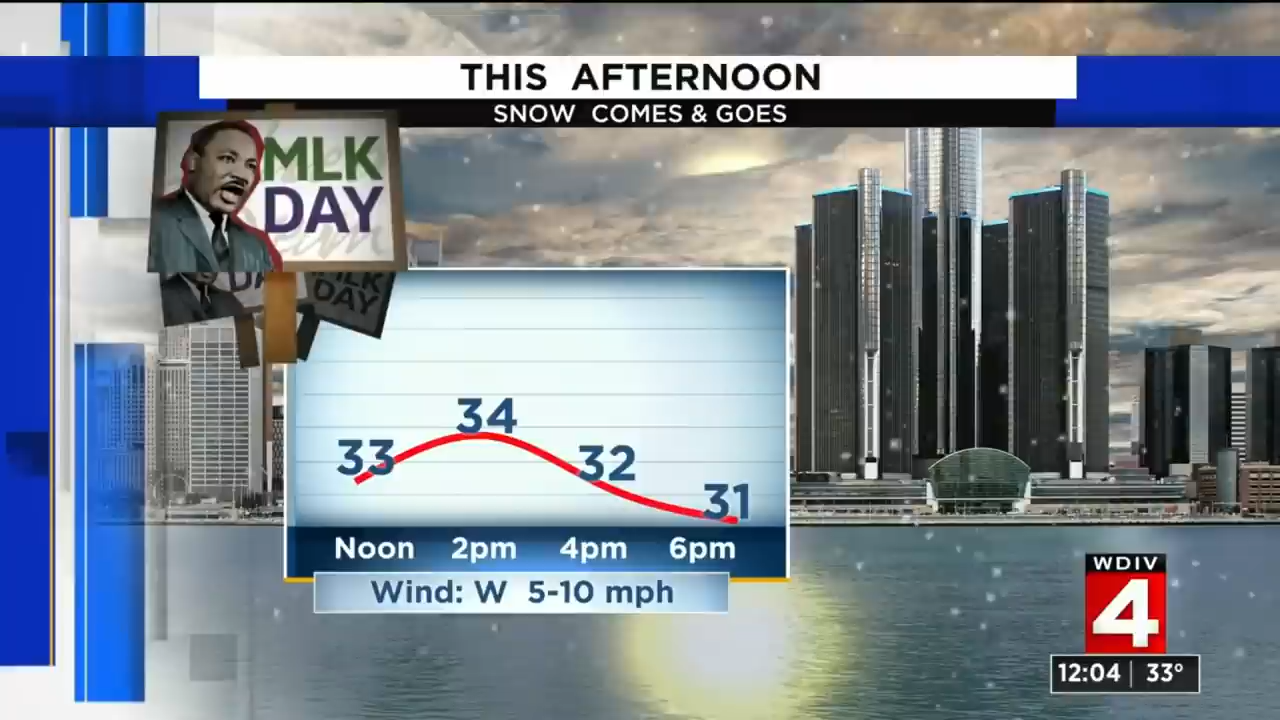 THIS AFTERNOON
SNOW COMES & GOES
MLK
DAY
MLK
DAY
34
33
32
31
Noon 2pm 4pm 6pm
Wind: W 5-10 mph
WDIV
4
12:04 33°